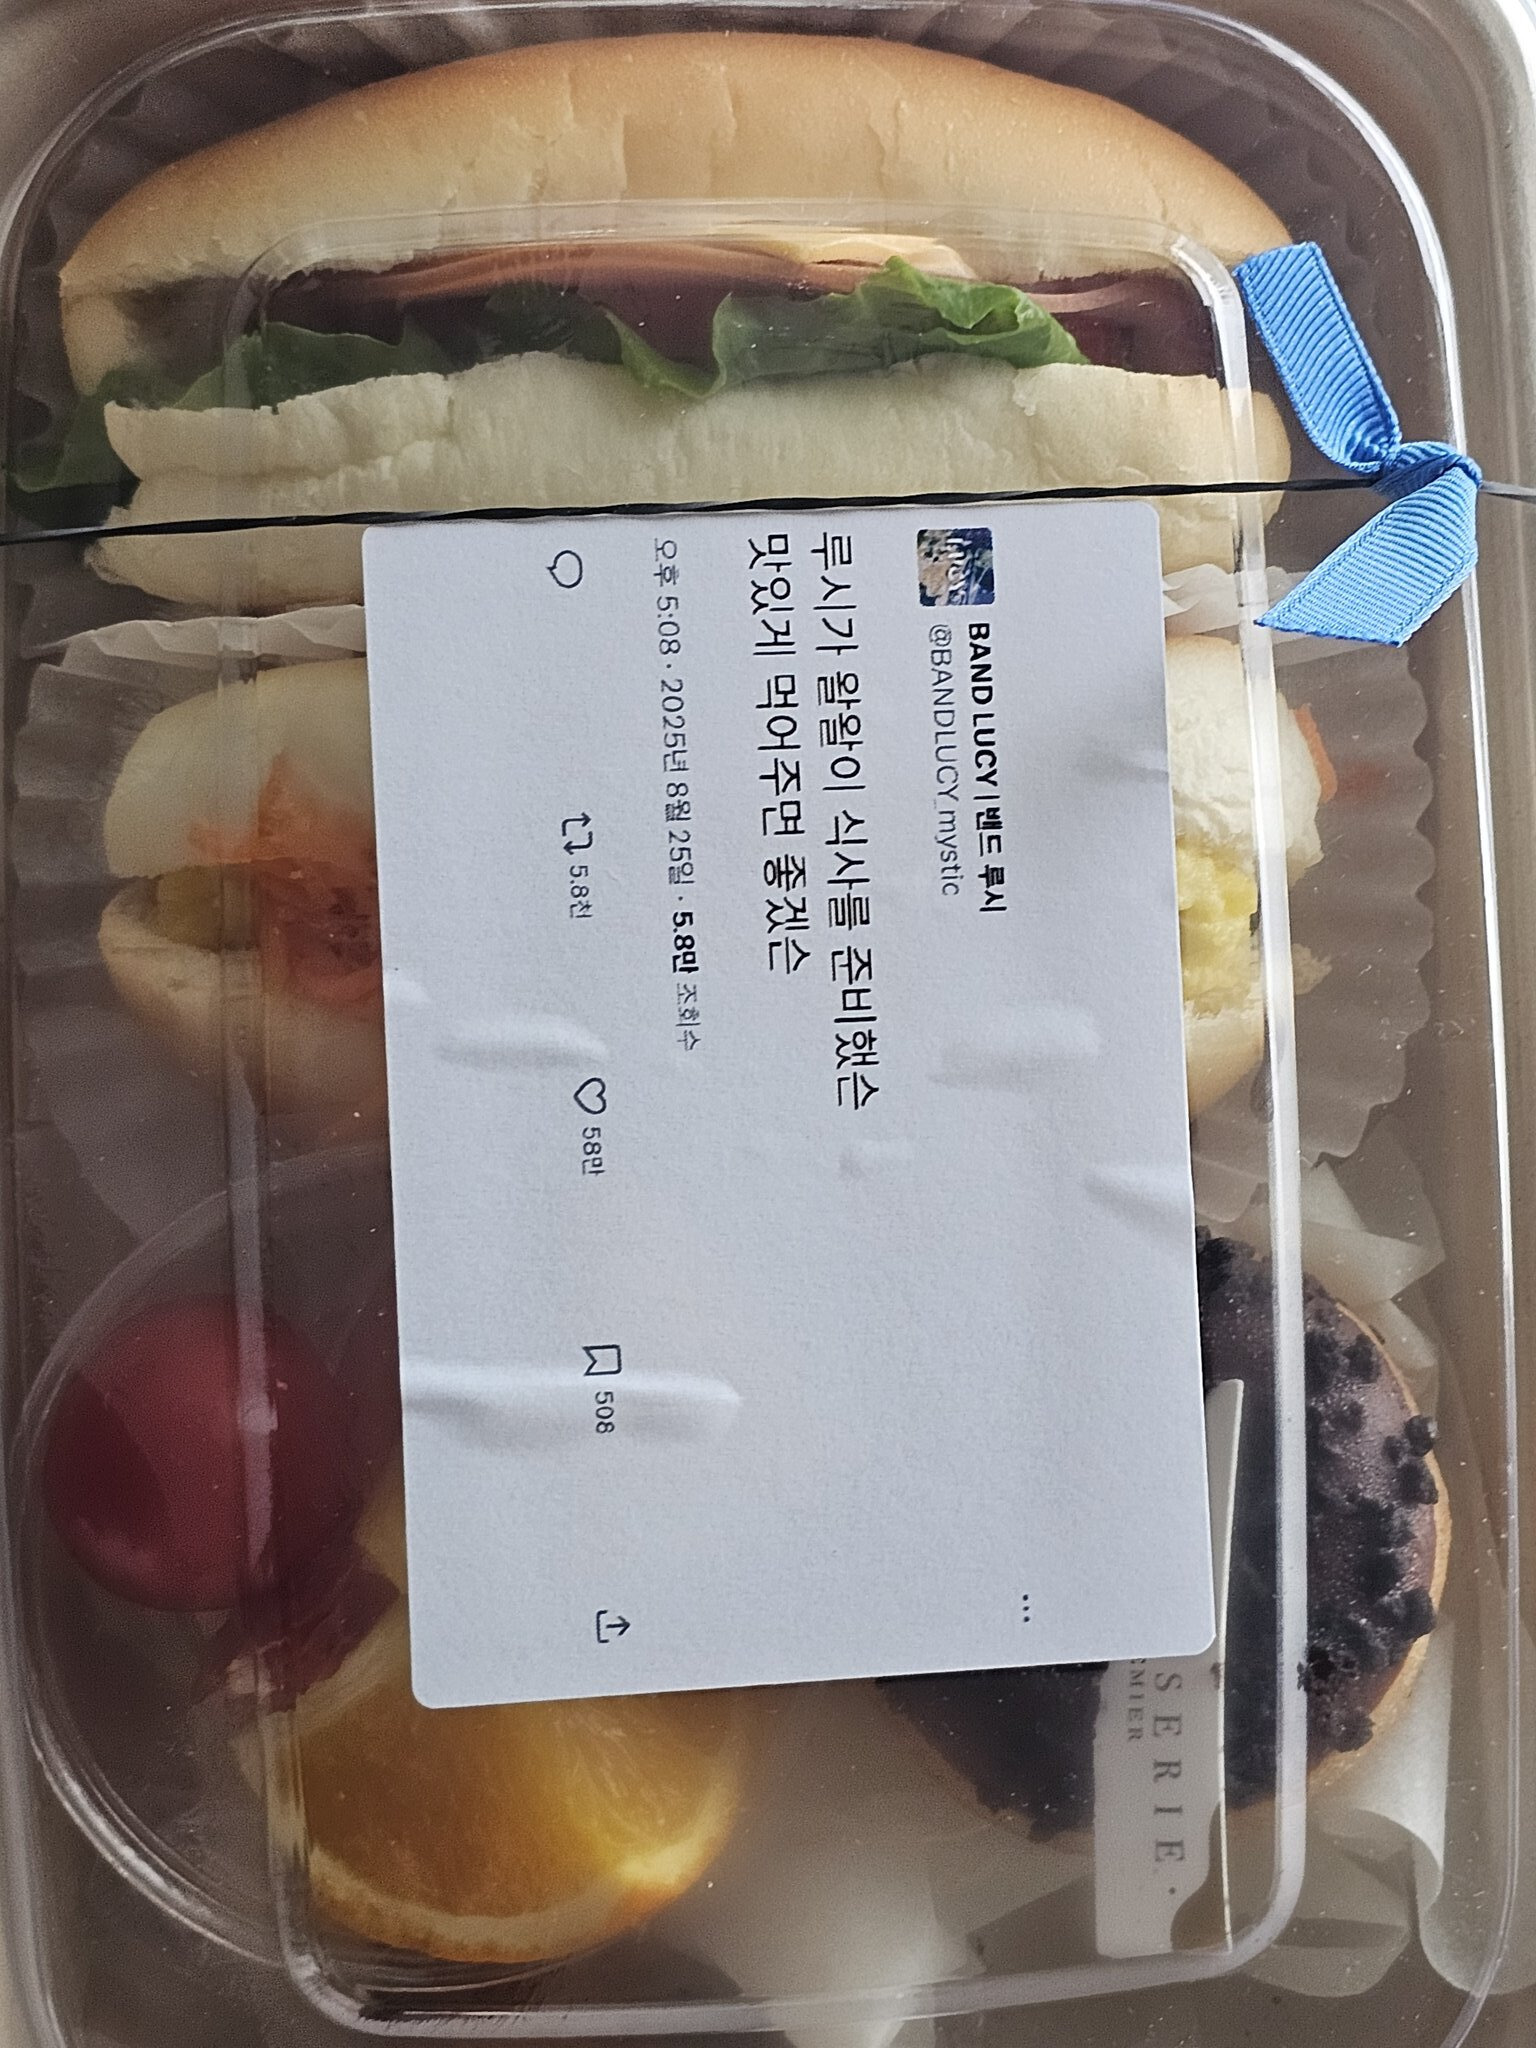 BAND LUCY | 밴드 루시
@BANDLUCY_mystic
...
루시가 왈왈이 식사를 준비했슨
맛있게 먹어주면 좋겠슨
오후 5:08 · 2025년 8월 25일 · 5.8만 조회수
5.8천 58만 508
SERIE.